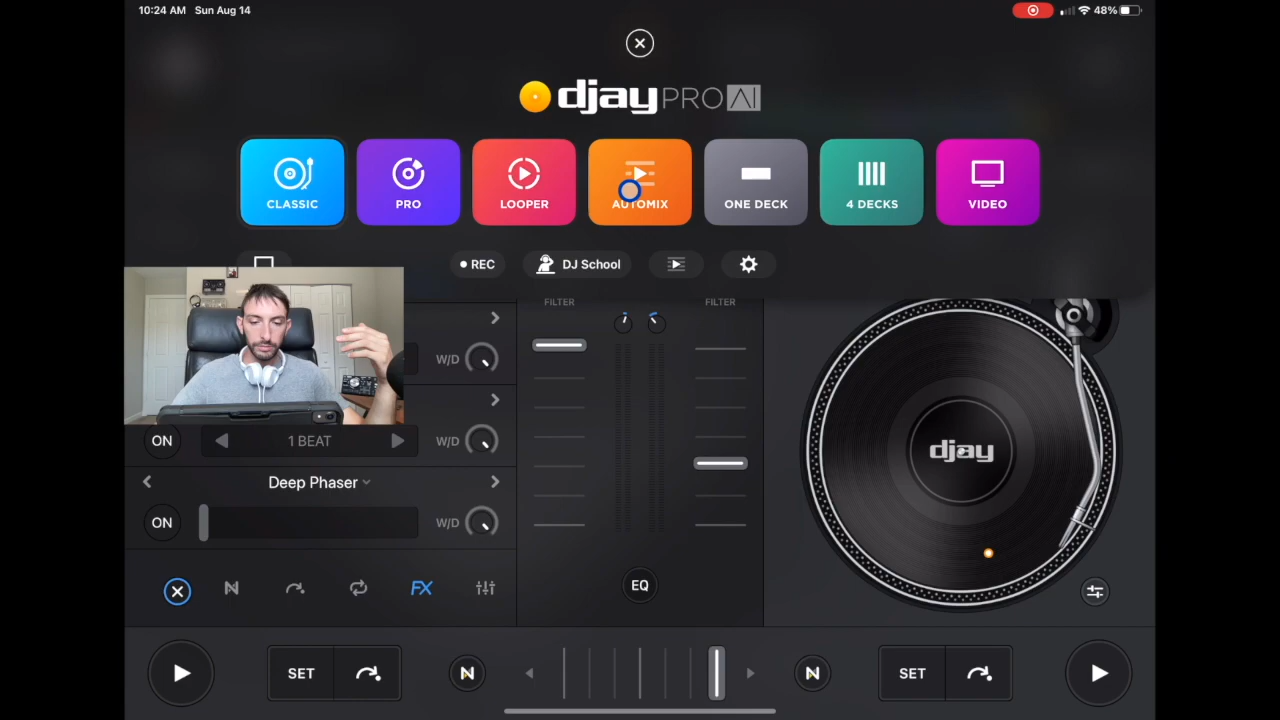 10:24 AM Sun Aug 14
48%
djay PRO AI
CLASSIC
PRO
LOOPER
AUTOMIX
ONE DECK
4 DECKS
VIDEO
REC
DJ School
FILTER
FILTER
W/D
ON
1 BEAT
W/D
Deep Phaser
ON
W/D
djay
FX
EQ
SET
N
N
SET